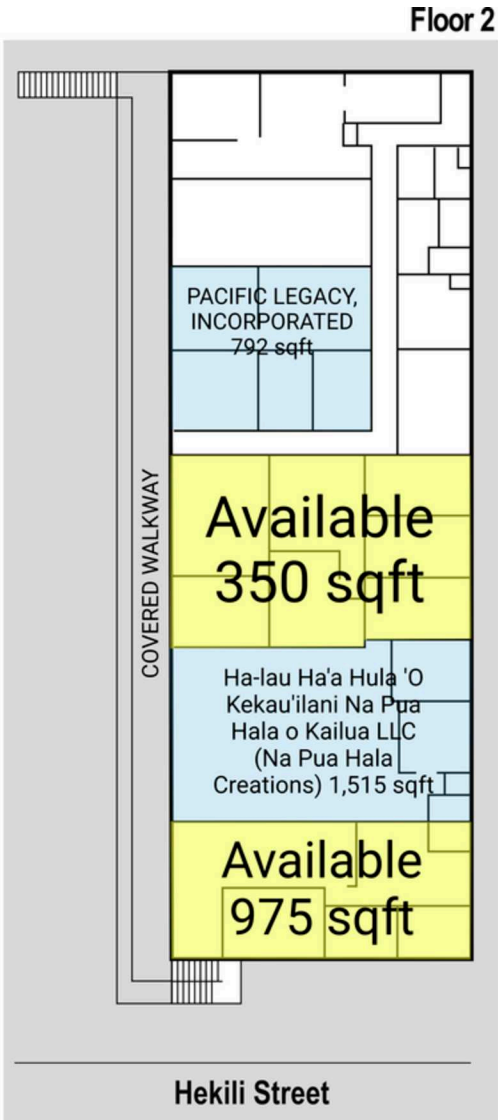 Floor 2
PACIFIC LEGACY,
INCORPORATED
792 sqft
COVERED WALKWAY
Available
350 sqft
Ha-lau Ha'a Hula 'O
Kekau'ilani Na Pua
Hala o Kailua LLC
(Na Pua Hala
Creations) 1,515 sqft
Available
975 sqft
Hekili Street